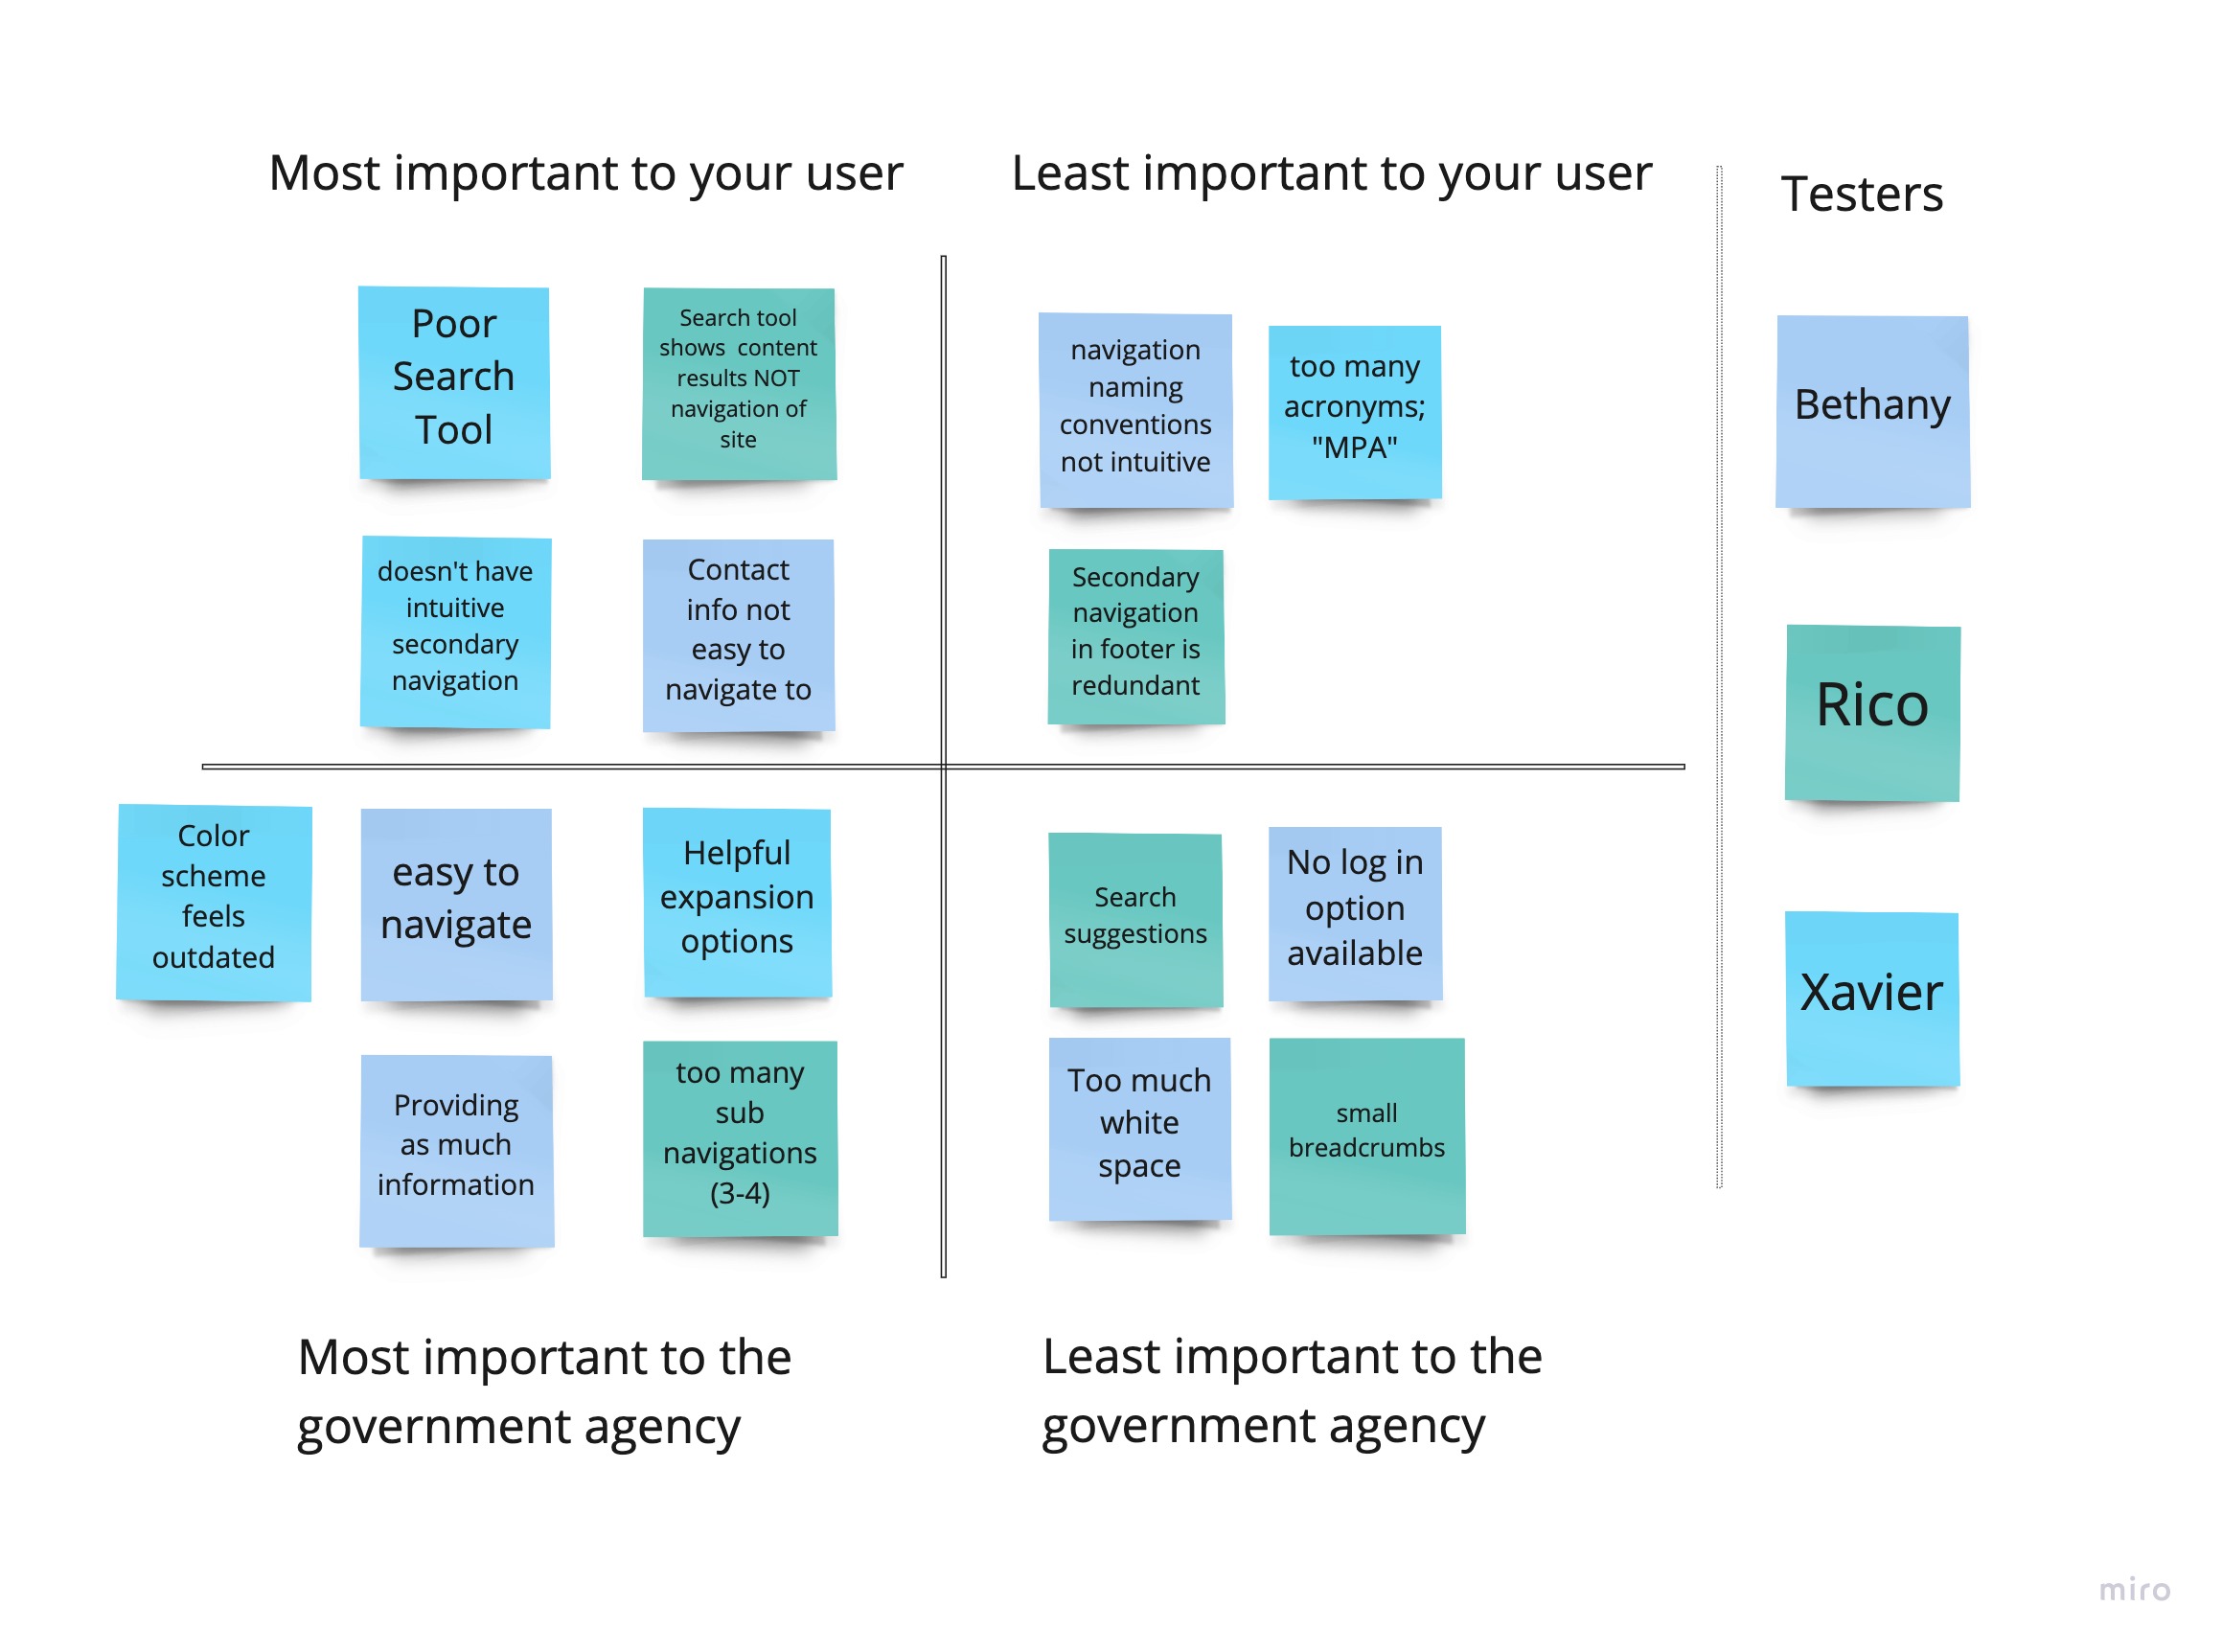 Most important to your user
Least important to your user
Testers
Poor
Search
Tool
Search tool
shows content
results NOT
navigation of
site
navigation
naming
conventions
not intuitive
too many
acronyms;
"MPA"
Bethany
doesn't have
intuitive
secondary
navigation
Contact
info not
easy to
navigate to
Secondary
navigation
in footer is
redundant
Rico
Color
scheme
feels
outdated
easy to
navigate
Helpful
expansion
options
Search
suggestions
No log in
option
available
Xavier
Providing
as much
information
too many
sub
navigations
(3-4)
Too much
white
space
small
breadcrumbs
Most important to the
government agency
Least important to the
government agency
miro